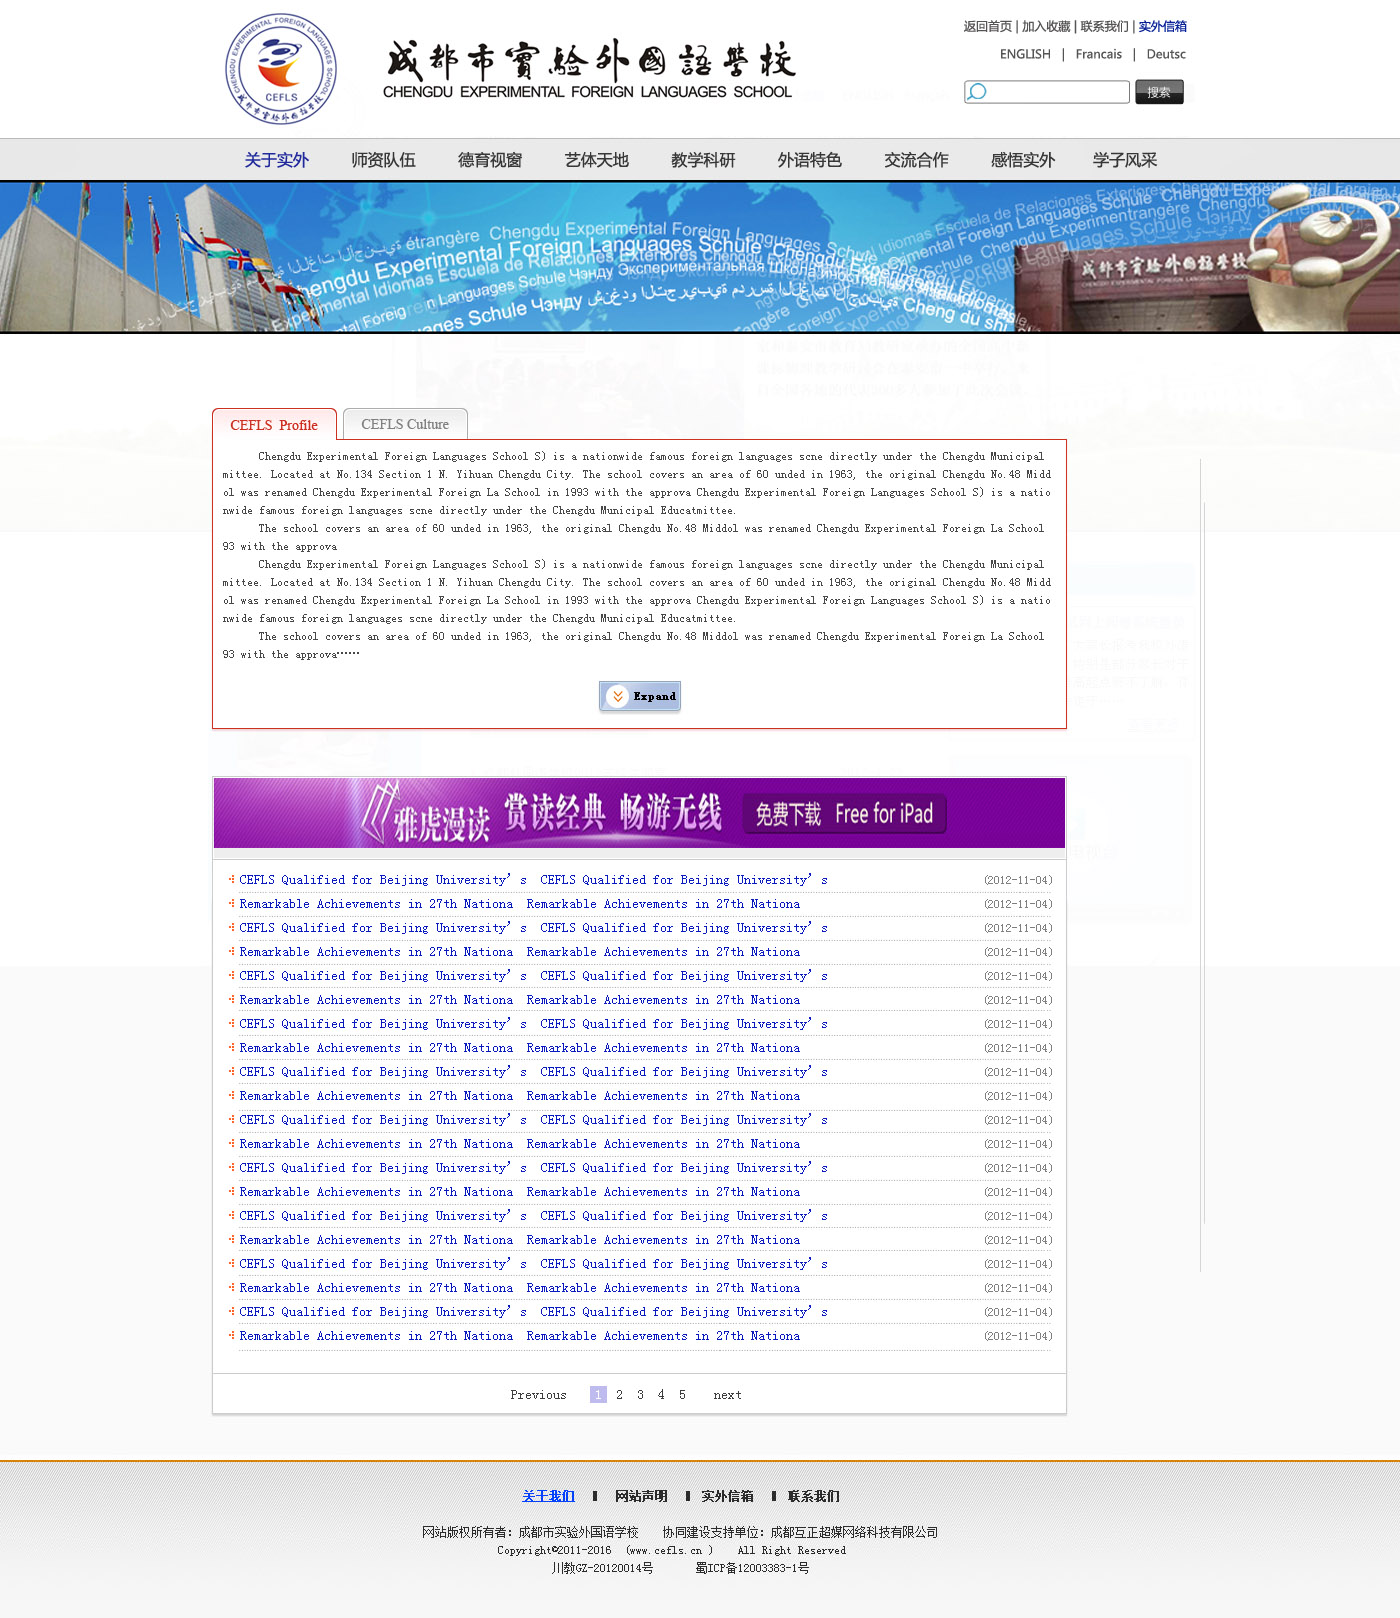 CHENGDU EXPERIMENTAL FOREIGN LANGUAGES SCHOOL
CEFLS
成都市實验外國語學校
成都市實验外國語學校
CHENGDU EXPERIMENTAL FOREIGN LANGUAGES SCHOOL
返回首页 | 加入收藏 | 联系我们 | 实外信箱
ENGLISH | Francais | Deutsc
搜索
关于实外 师资队伍 德育视窗 艺体天地 教学科研 外语特色 交流合作 感悟实外 学子风采
étrangère Chengdu Experimental Foreign Languages Schule
成都市實验外國語學校
CEFLS Profile CEFLS Culture
Chengdu Experimental Foreign Languages School S) is a nationwide famous foreign languages scne directly under the Chengdu Municipal
mittee. Located at No.134 Section 1 N. Yihuan Chengdu City. The school covers an area of 60 unded in 1963, the original Chengdu No.48 Midd
ol was renamed Chengdu Experimental Foreign La School in 1993 with the approva Chengdu Experimental Foreign Languages School S) is a natio
nwide famous foreign languages scne directly under the Chengdu Municipal Educatmittee.
The school covers an area of 60 unded in 1963, the original Chengdu No.48 Middol was renamed Chengdu Experimental Foreign La School
93 with the approva
Chengdu Experimental Foreign Languages School S) is a nationwide famous foreign languages scne directly under the Chengdu Municipal
mittee. Located at No.134 Section 1 N. Yihuan Chengdu City. The school covers an area of 60 unded in 1963, the original Chengdu No.48 Midd
ol was renamed Chengdu Experimental Foreign La School in 1993 with the approva Chengdu Experimental Foreign Languages School S) is a natio
nwide famous foreign languages scne directly under the Chengdu Municipal Educatmittee.
The school covers an area of 60 unded in 1963, the original Chengdu No.48 Middol was renamed Chengdu Experimental Foreign La School
93 with the approva……
Expand
雅虎漫读 赏读经典 畅游无线 免费下载 Free for iPad
CEFLS Qualified for Beijing University’s CEFLS Qualified for Beijing University’s (2012-11-04)
Remarkable Achievements in 27th Nationa Remarkable Achievements in 27th Nationa (2012-11-04)
CEFLS Qualified for Beijing University’s CEFLS Qualified for Beijing University’s (2012-11-04)
Remarkable Achievements in 27th Nationa Remarkable Achievements in 27th Nationa (2012-11-04)
CEFLS Qualified for Beijing University’s CEFLS Qualified for Beijing University’s (2012-11-04)
Remarkable Achievements in 27th Nationa Remarkable Achievements in 27th Nationa (2012-11-04)
CEFLS Qualified for Beijing University’s CEFLS Qualified for Beijing University’s (2012-11-04)
Remarkable Achievements in 27th Nationa Remarkable Achievements in 27th Nationa (2012-11-04)
CEFLS Qualified for Beijing University’s CEFLS Qualified for Beijing University’s (2012-11-04)
Remarkable Achievements in 27th Nationa Remarkable Achievements in 27th Nationa (2012-11-04)
CEFLS Qualified for Beijing University’s CEFLS Qualified for Beijing University’s (2012-11-04)
Remarkable Achievements in 27th Nationa Remarkable Achievements in 27th Nationa (2012-11-04)
CEFLS Qualified for Beijing University’s CEFLS Qualified for Beijing University’s (2012-11-04)
Remarkable Achievements in 27th Nationa Remarkable Achievements in 27th Nationa (2012-11-04)
CEFLS Qualified for Beijing University’s CEFLS Qualified for Beijing University’s (2012-11-04)
Remarkable Achievements in 27th Nationa Remarkable Achievements in 27th Nationa (2012-11-04)
CEFLS Qualified for Beijing University’s CEFLS Qualified for Beijing University’s (2012-11-04)
Remarkable Achievements in 27th Nationa Remarkable Achievements in 27th Nationa (2012-11-04)
CEFLS Qualified for Beijing University’s CEFLS Qualified for Beijing University’s (2012-11-04)
Remarkable Achievements in 27th Nationa Remarkable Achievements in 27th Nationa (2012-11-04)
Previous 1 2 3 4 5 next
关于我们 网站声明 实外信箱 联系我们
网站版权所有者：成都市实验外国语学校 协同建设支持单位：成都互正超媒网络科技有限公司
Copyright©2011-2016 (www.cefls.cn ) All Right Reserved
川教GZ-20120014号 蜀ICP备12003383-1号